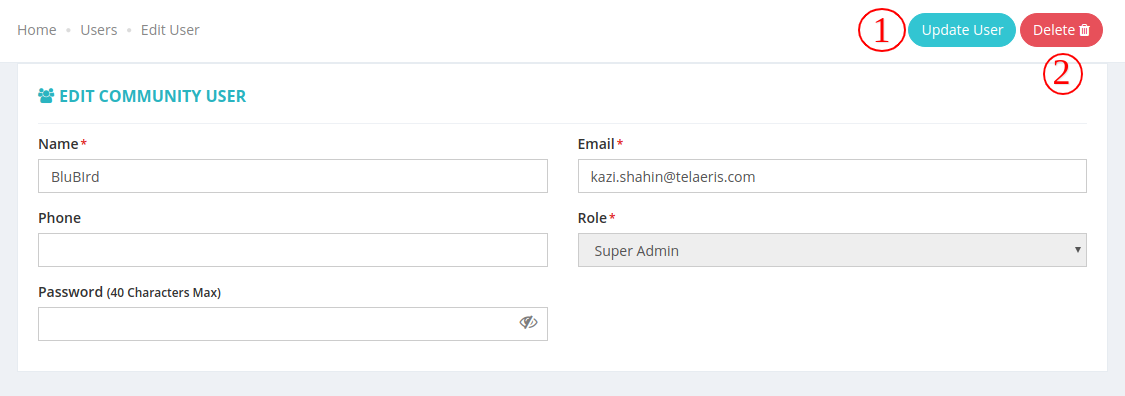 Home • Users • Edit User
1 Update User Delete
2
EDIT COMMUNITY USER
Name* Email*
BluBIrd kazi.shahin@telaeris.com
Phone Role*
Super Admin
Password (40 Characters Max)